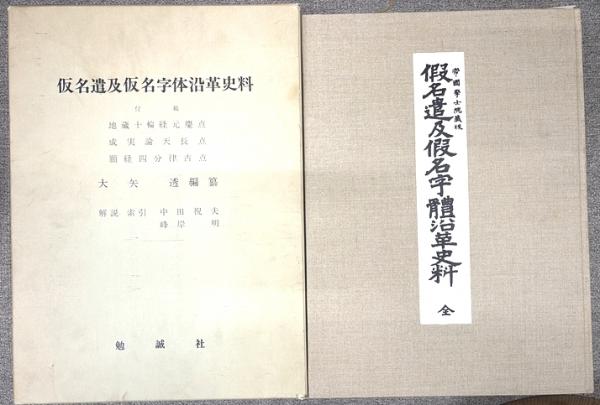 仮名遣及仮名字体沿革史料
付載
地蔵十輪経元慶点
成実論天長点
願経四分律古点
大矢 透編纂
解説 索引 中田祝夫
峰岸 明
勉誠社
帝國學士院蔵版
假名遣及假名字體沿革史料
全